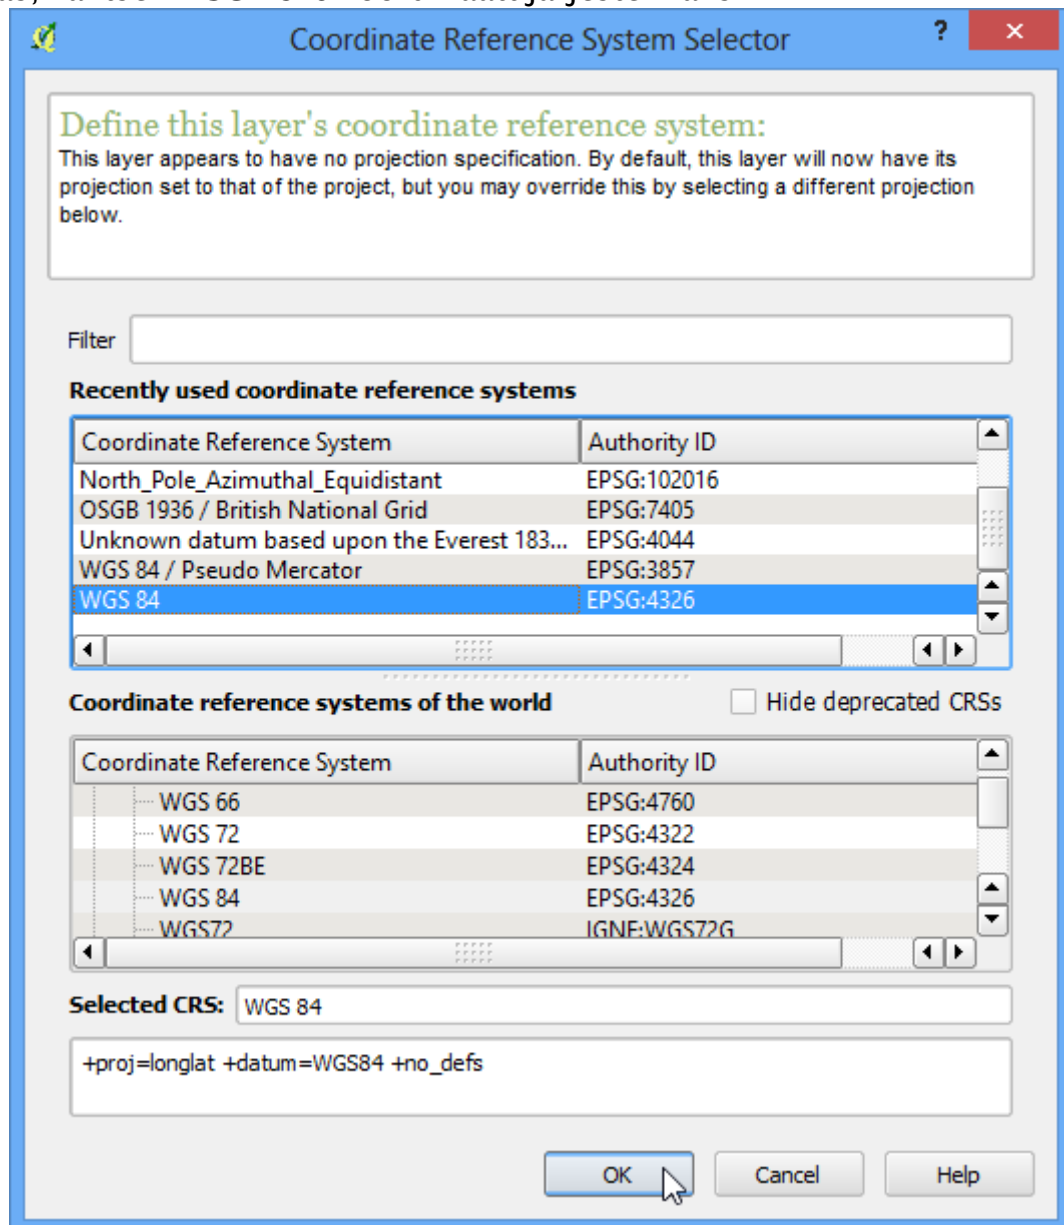 Coordinate Reference System Selector
?
×
Define this layer's coordinate reference system:
This layer appears to have no projection specification. By default, this layer will now have its
projection set to that of the project, but you may override this by selecting a different projection
below.
Filter
Recently used coordinate reference systems
Coordinate Reference System Authority ID
North_Pole_Azimuthal_Equidistant EPSG:102016
OSGB 1936 / British National Grid EPSG:7405
Unknown datum based upon the Everest 183... EPSG:4044
WGS 84 / Pseudo Mercator EPSG:3857
WGS 84 EPSG:4326
Coordinate reference systems of the world Hide deprecated CRSs
Coordinate Reference System Authority ID
WGS 66 EPSG:4760
WGS 72 EPSG:4322
WGS 72BE EPSG:4324
WGS 84 EPSG:4326
WGS72 IGNF:WGS72G
Selected CRS: WGS 84
+proj=longlat +datum=WGS84 +no_defs
OK Cancel Help